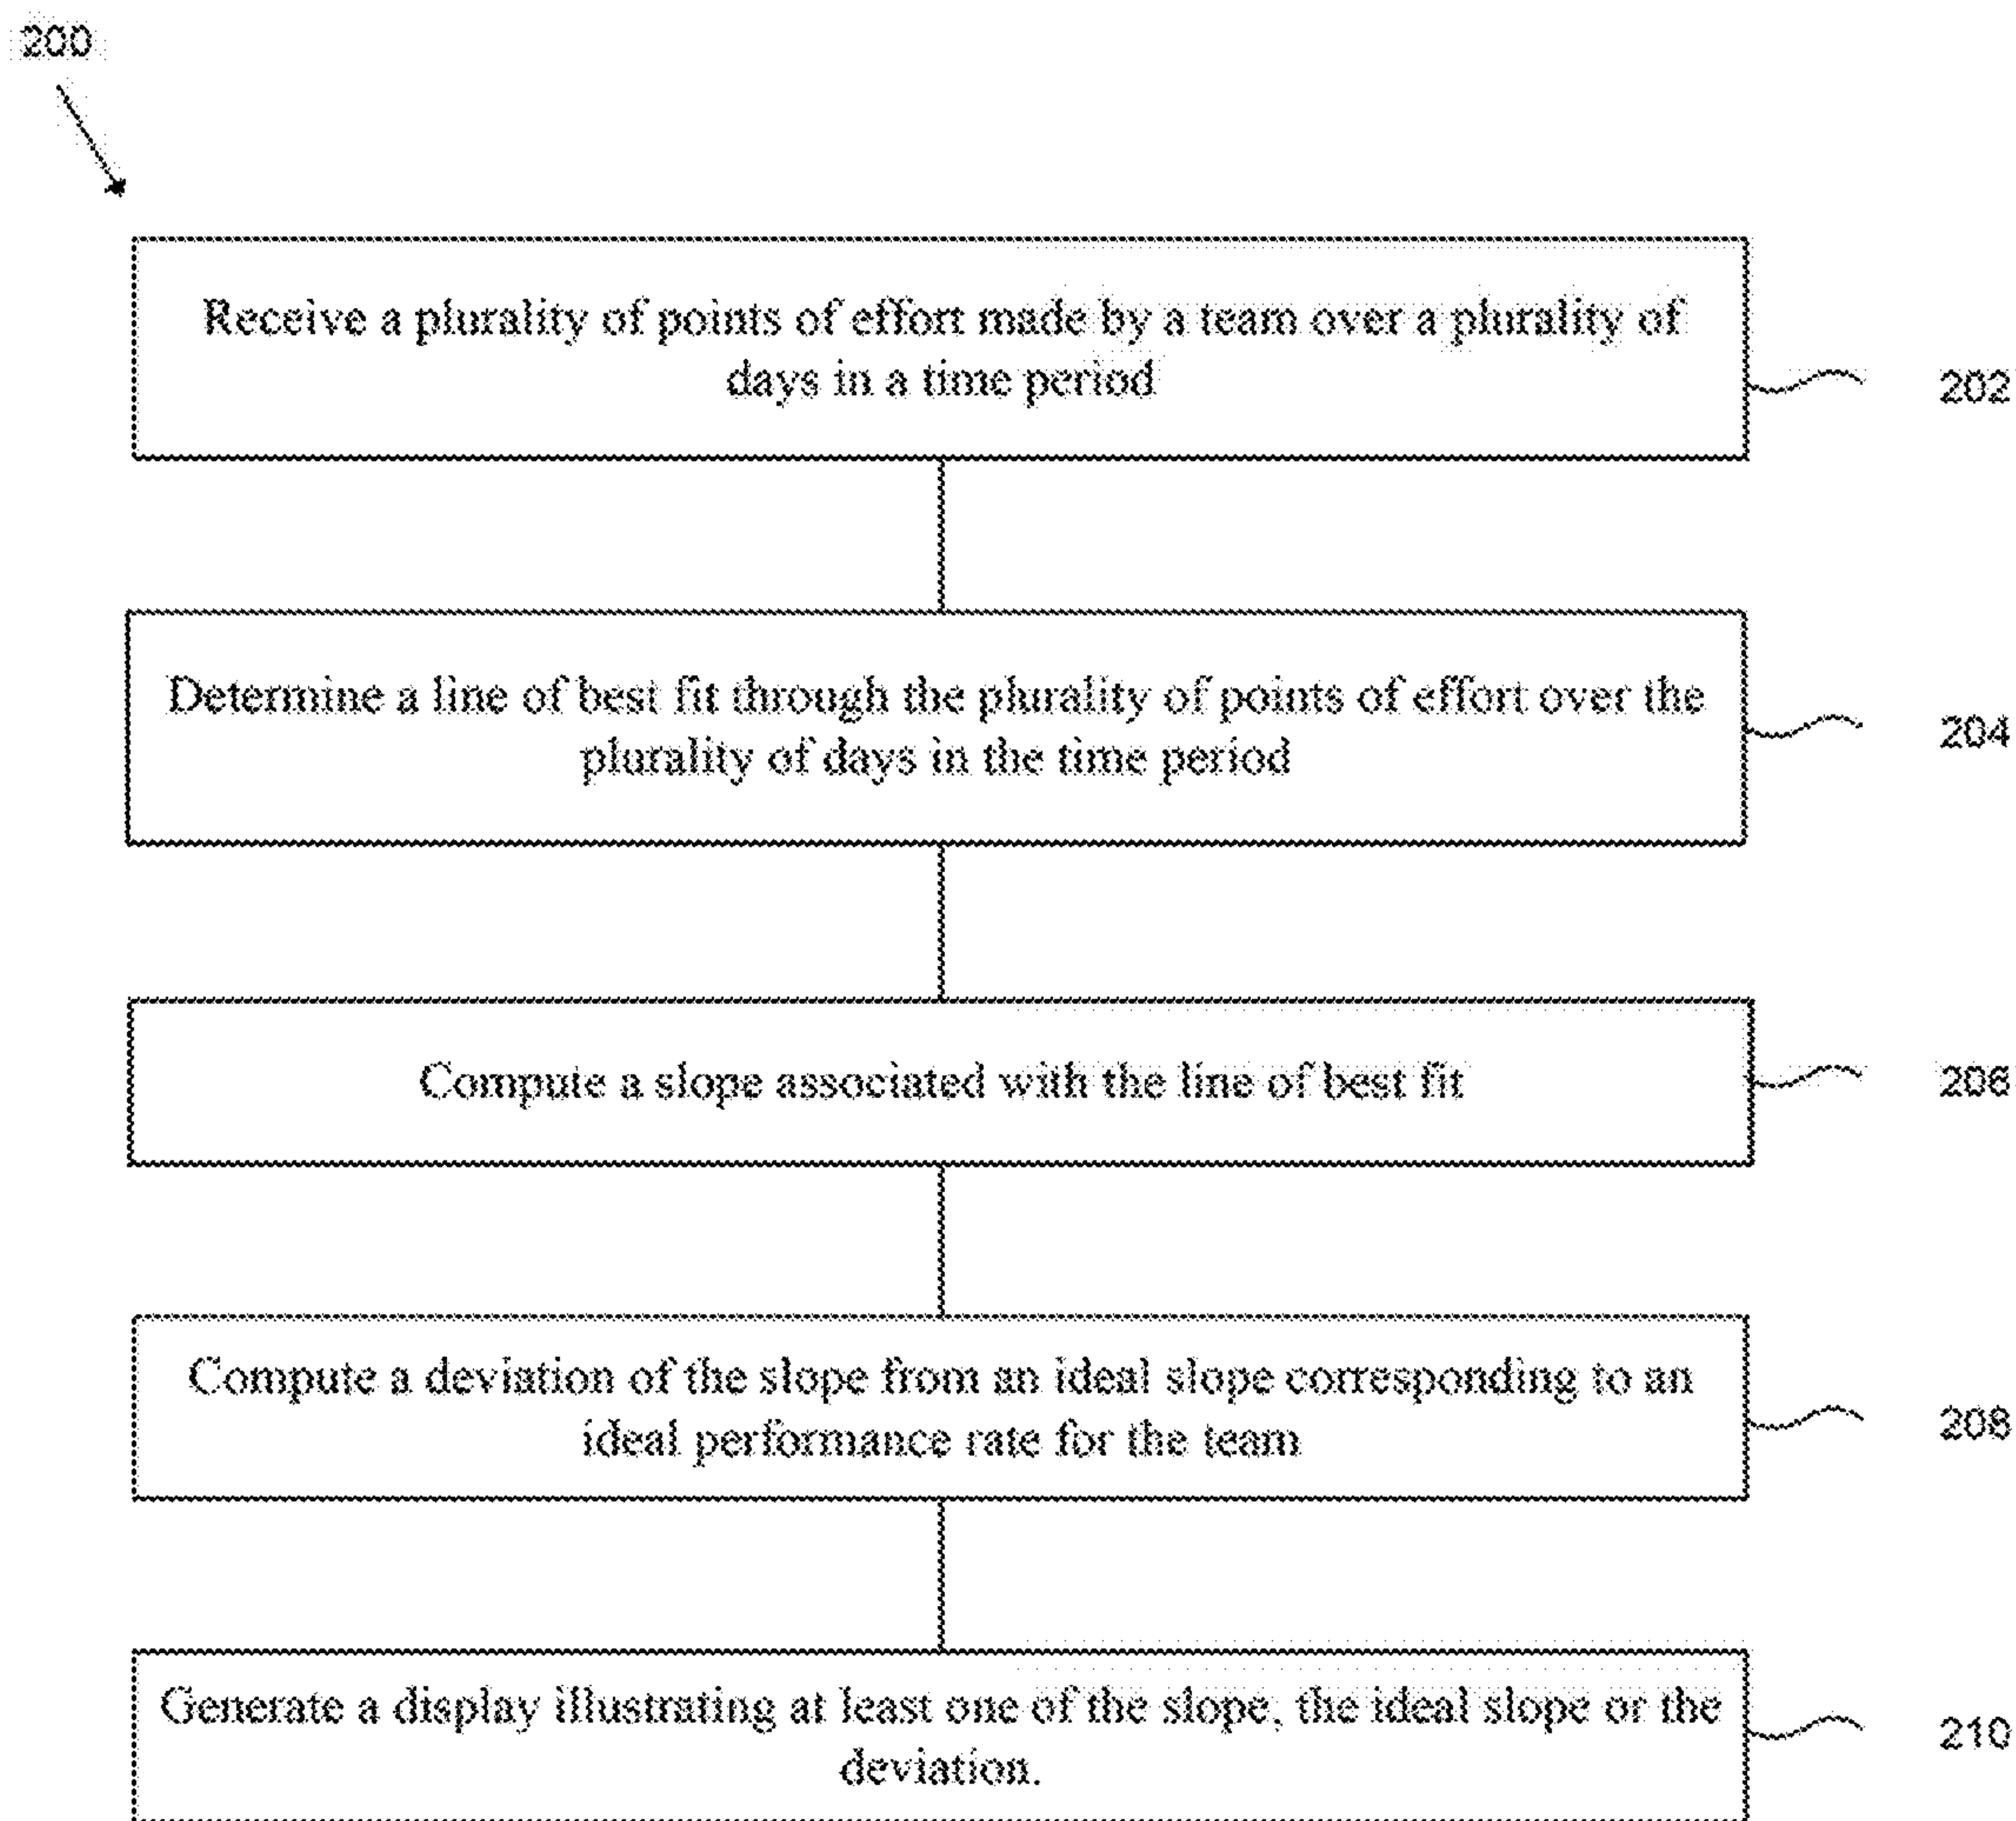 200
Receive a plurality of points of effort made by a team over a plurality of
days in a time period
202
Determine a line of best fit through the plurality of points of effort over the
plurality of days in the time period
204
Compute a slope associated with the line of best fit
206
Compute a deviation of the slope from an ideal slope corresponding to an
ideal performance rate for the team
208
Generate a display illustrating at least one of the slope, the ideal slope or the
deviation.
210